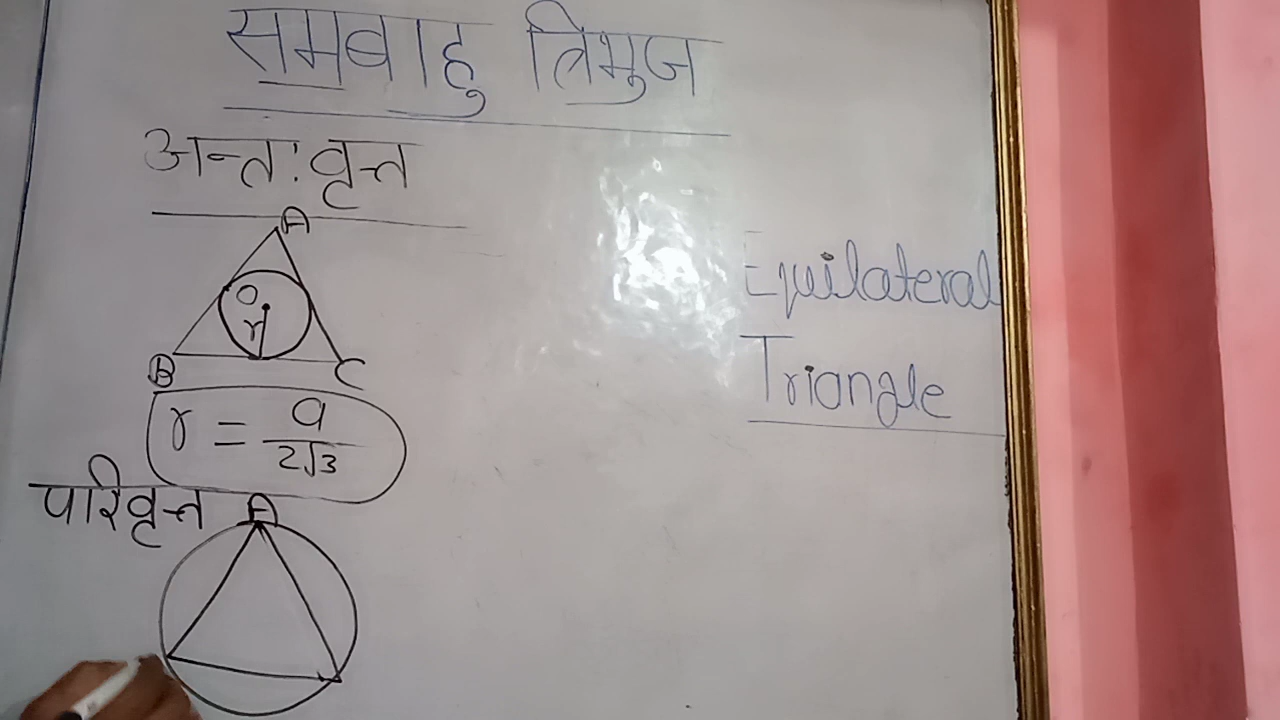 समबाहु त्रिभुज
अन्त:वृत्त
A
O
r
B C
r = a/2√3
परिवृत्त
A
Equilateral
Triangle